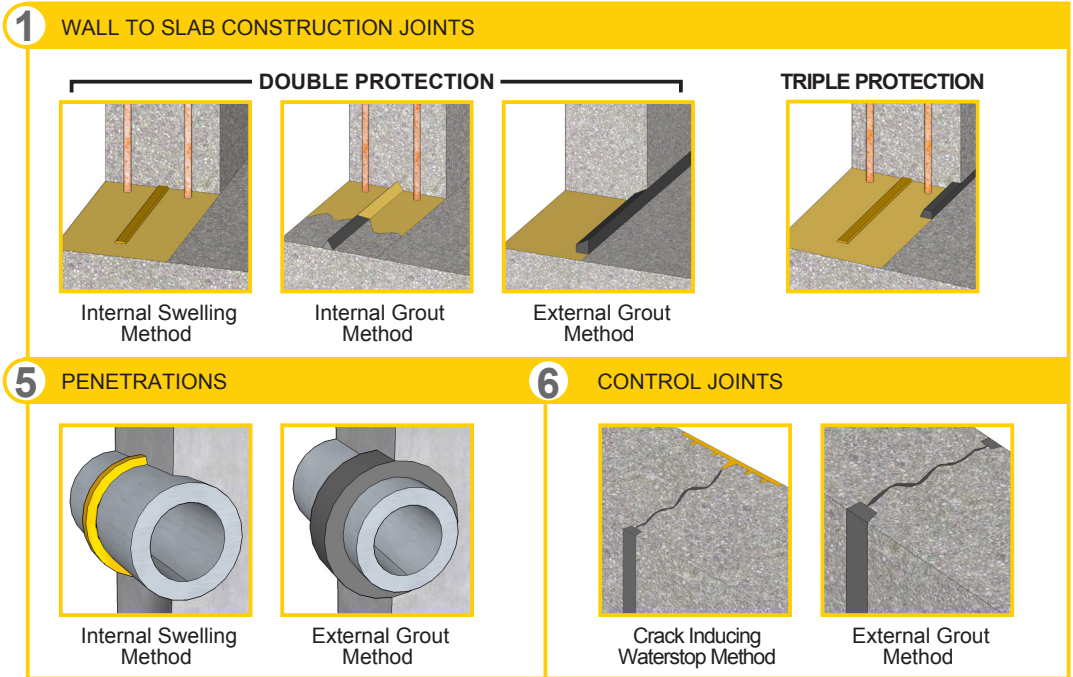 1 WALL TO SLAB CONSTRUCTION JOINTS
DOUBLE PROTECTION
TRIPLE PROTECTION
Internal Swelling
Method
Internal Grout
Method
External Grout
Method
5 PENETRATIONS
6 CONTROL JOINTS
Internal Swelling
Method
External Grout
Method
Crack Inducing
Waterstop Method
External Grout
Method